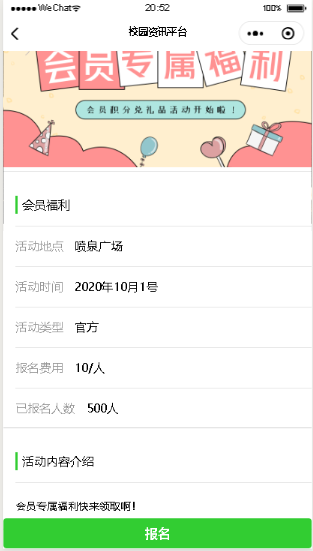 WeChat
20:52
100%
校园资讯平台
会员专属福利
会员积分兑礼品活动开始啦！
会员福利
活动地点 喷泉广场
活动时间 2020年10月1号
活动类型 官方
报名费用 10/人
已报名人数 500人
活动内容介绍
会员专属福利快来领取啊！
报名